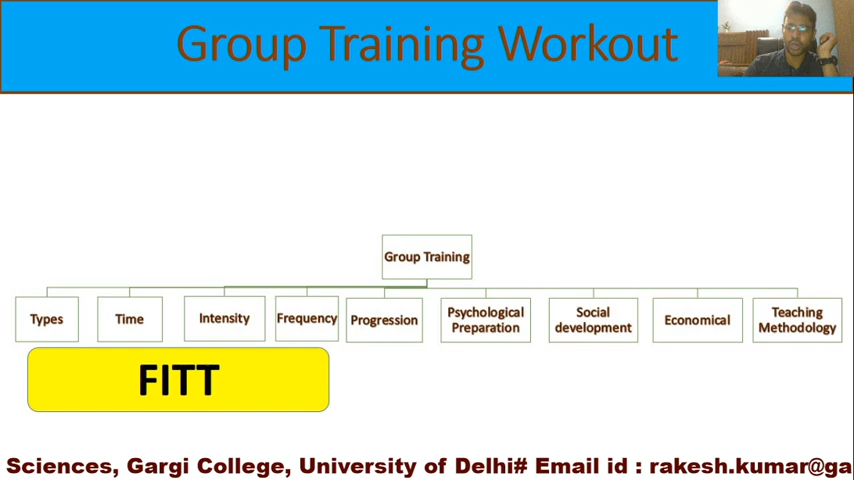 Group Training Workout
Group Training
Types
Time
Intensity
Frequency
Progression
Psychological
Preparation
Social
development
Economical
Teaching
Methodology
FITT
Sciences, Gargi College, University of Delhi# Email id : rakesh.kumar@ga